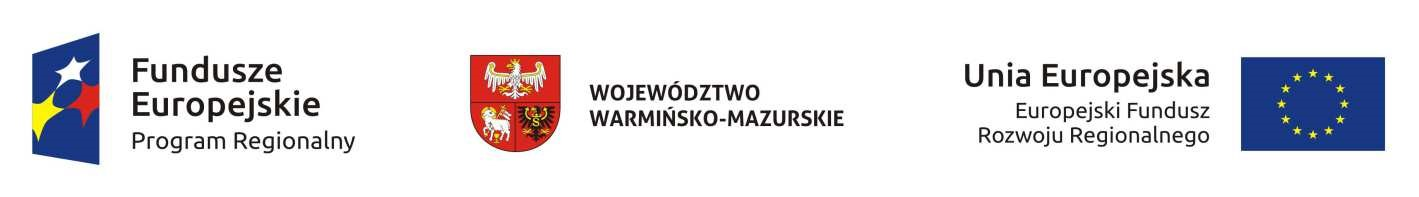 Fundusze
Europejskie
Program Regionalny
WOJEWÓDZTWO
WARMIŃSKO-MAZURSKIE
Unia Europejska
Europejski Fundusz
Rozwoju Regionalnego